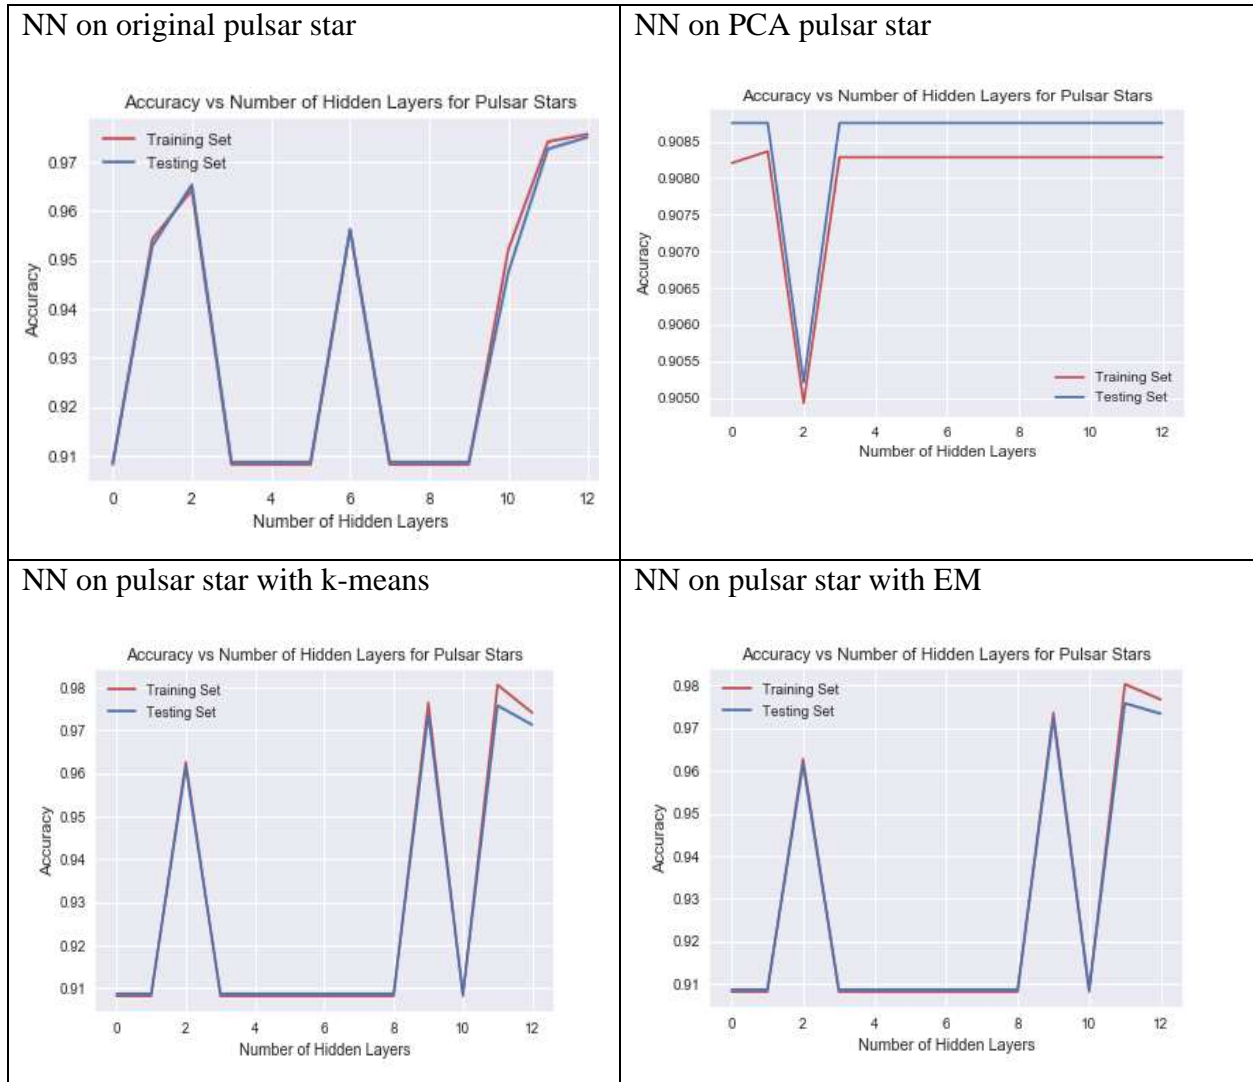 NN on original pulsar star
Accuracy vs Number of Hidden Layers for Pulsar Stars
Training Set
Testing Set
0.97
0.96
0.95
0.94
0.93
0.92
0.91
Accuracy
0 2 4 6 8 10 12
Number of Hidden Layers
NN on PCA pulsar star
Accuracy vs Number of Hidden Layers for Pulsar Stars
0.9085
0.9080
0.9075
0.9070
0.9065
0.9060
0.9055
0.9050
Accuracy
Training Set
Testing Set
0 2 4 6 8 10 12
Number of Hidden Layers
NN on pulsar star with k-means
Accuracy vs Number of Hidden Layers for Pulsar Stars
Training Set
Testing Set
0.98
0.97
0.96
0.95
0.94
0.93
0.92
0.91
Accuracy
0 2 4 6 8 10 12
Number of Hidden Layers
NN on pulsar star with EM
Accuracy vs Number of Hidden Layers for Pulsar Stars
Training Set
Testing Set
0.98
0.97
0.96
0.95
0.94
0.93
0.92
0.91
Accuracy
0 2 4 6 8 10 12
Number of Hidden Layers